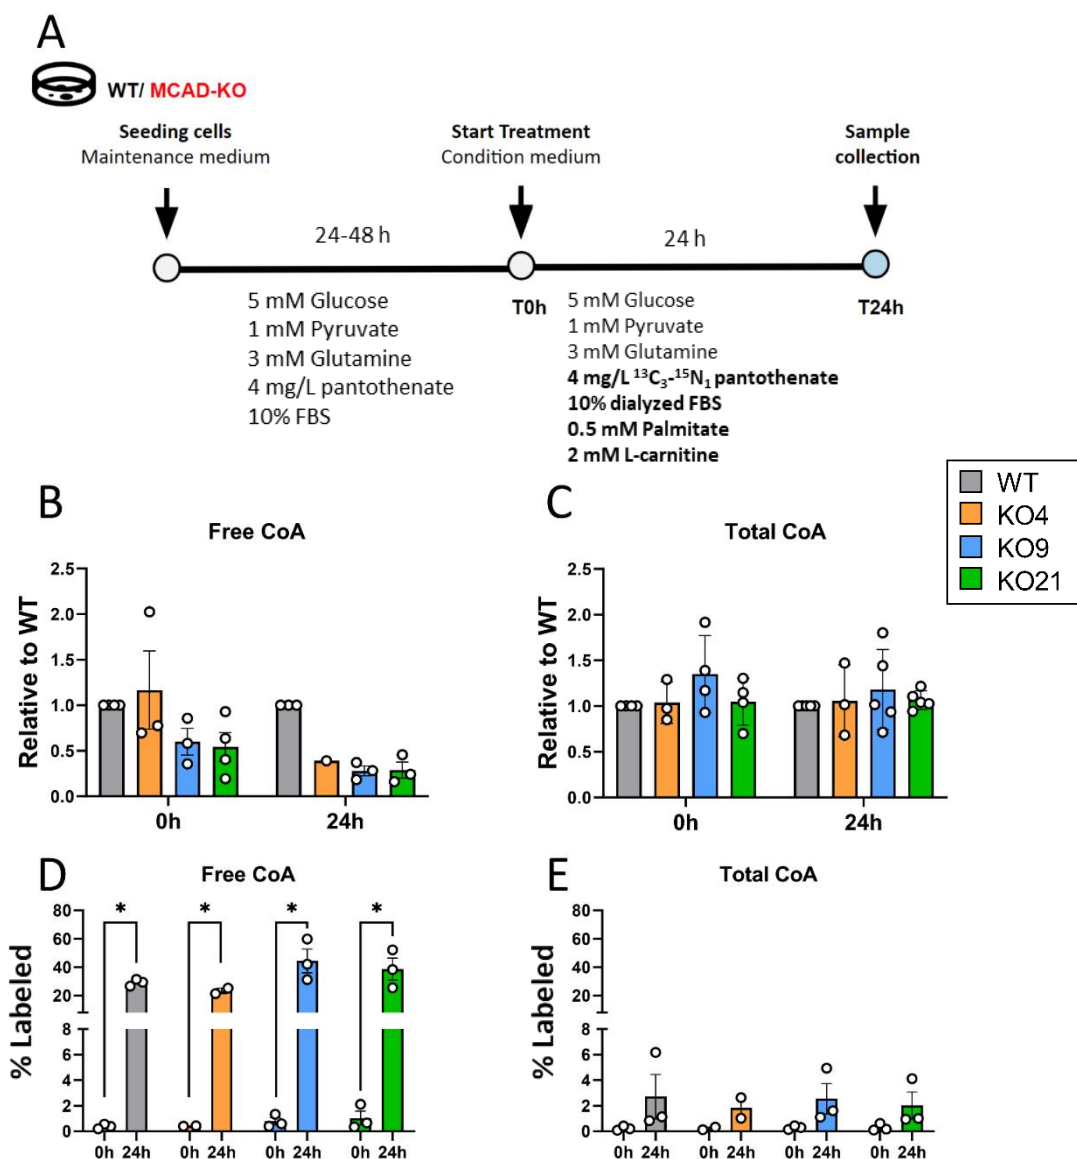 A
WT/ MCAD-KO
Seeding cells
Maintenance medium
Start Treatment
Condition medium
Sample
collection
24-48 h
24 h
T0h
T24h
5 mM Glucose
1 mM Pyruvate
3 mM Glutamine
4 mg/L pantothenate
10% FBS
5 mM Glucose
1 mM Pyruvate
3 mM Glutamine
4 mg/L ¹³C₃-¹⁵N₁ pantothenate
10% dialyzed FBS
0.5 mM Palmitate
2 mM L-carnitine
WT
KO4
KO9
KO21
B
Free CoA
Relative to WT
2.5
2.0
1.5
1.0
0.5
0.0
0h
24h
C
Total CoA
Relative to WT
2.5
2.0
1.5
1.0
0.5
0.0
0h
24h
D
Free CoA
% Labeled
80
60
40
20
8
6
4
2
0
* * * *
0h 24h 0h 24h 0h 24h 0h 24h
E
Total CoA
% Labeled
80
60
40
20
8
6
4
2
0
0h 24h 0h 24h 0h 24h 0h 24h